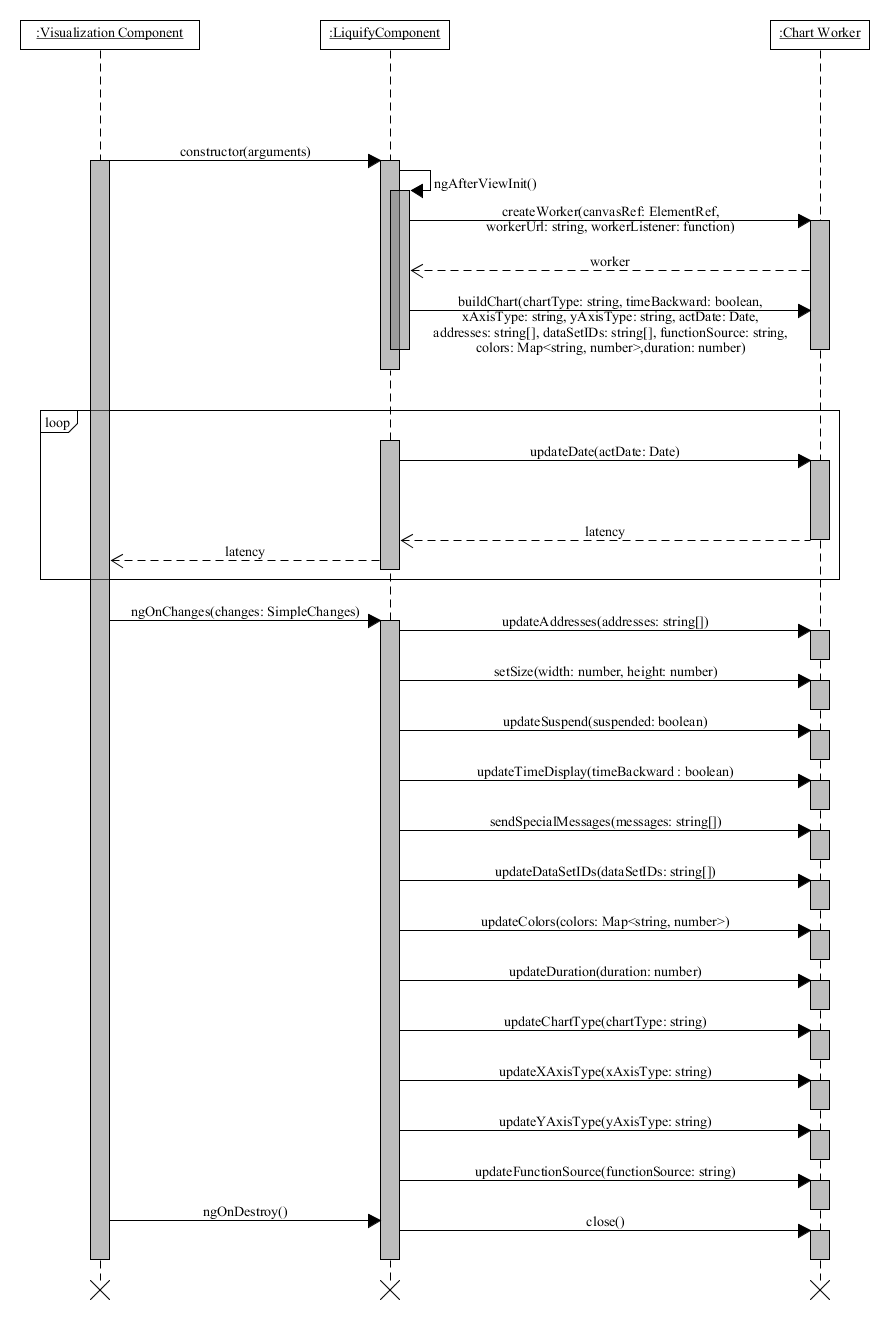 :Visualization Component
:LiquifyComponent
:Chart Worker
constructor(arguments)
ngAfterViewInit()
createWorker(canvasRef: ElementRef,
workerUrl: string, workerListener: function)
worker
buildChart(chartType: string, timeBackward: boolean,
xAxisType: string, yAxisType: string, actDate: Date,
addresses: string[], dataSetIDs: string[], functionSource: string,
colors: Map<string, number>,duration: number)
loop
updateDate(actDate: Date)
latency
latency
ngOnChanges(changes: SimpleChanges)
updateAddresses(addresses: string[])
setSize(width: number, height: number)
updateSuspend(suspended: boolean)
updateTimeDisplay(timeBackward : boolean)
sendSpecialMessages(messages: string[])
updateDataSetIDs(dataSetIDs: string[])
updateColors(colors: Map<string, number>)
updateDuration(duration: number)
updateChartType(chartType: string)
updateXAxisType(xAxisType: string)
updateYAxisType(yAxisType: string)
updateFunctionSource(functionSource: string)
ngOnDestroy()
close()